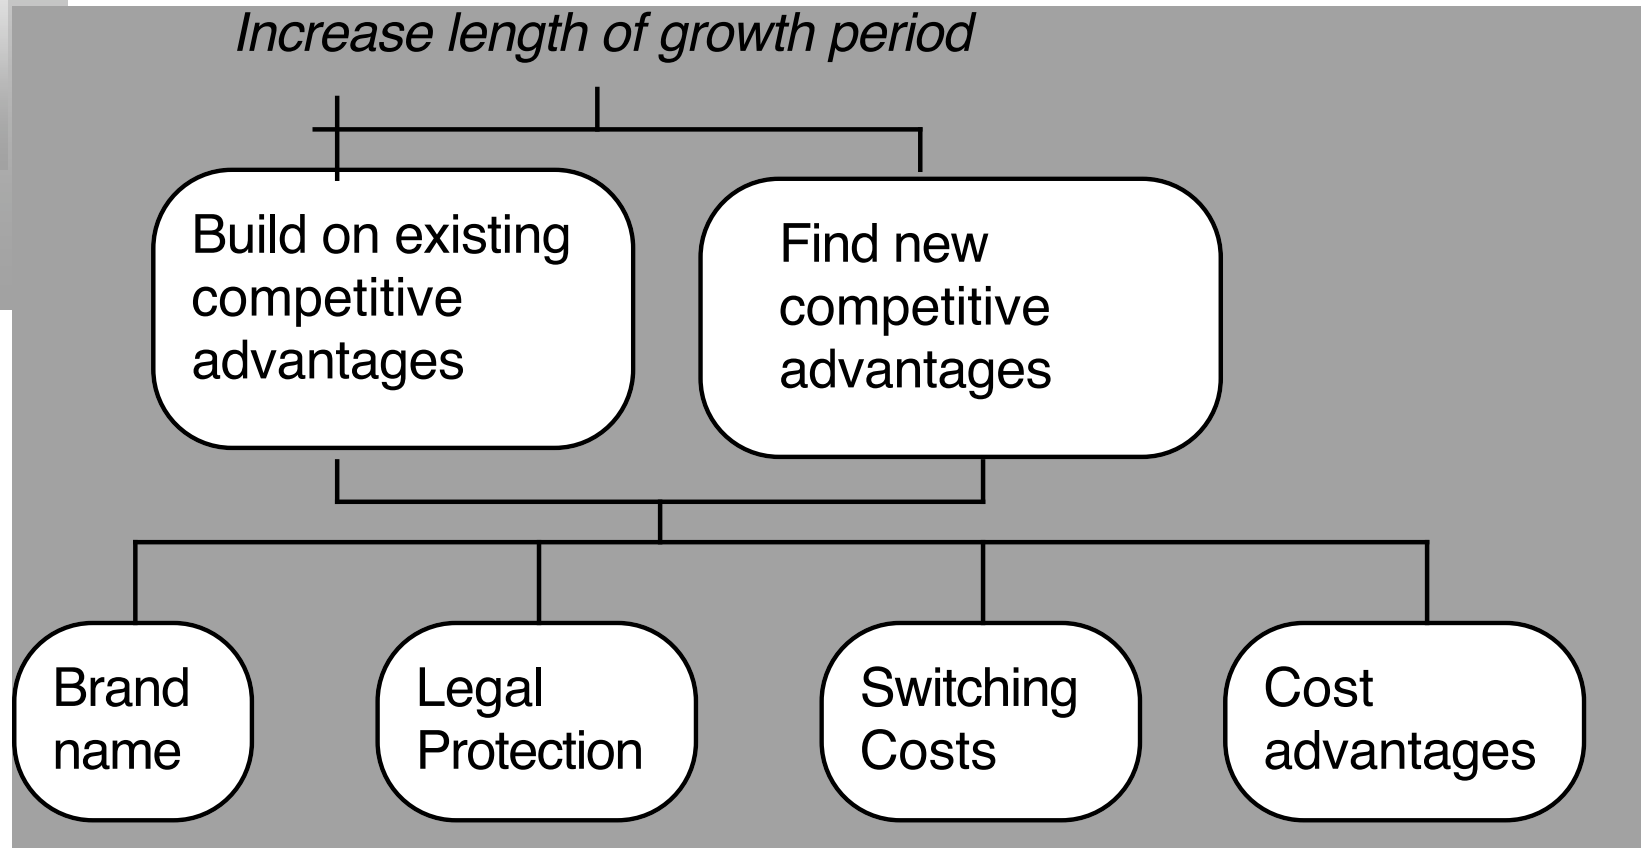 Increase length of growth period
Build on existing
competitive
advantages
Find new
competitive
advantages
Brand
name
Legal
Protection
Switching
Costs
Cost
advantages